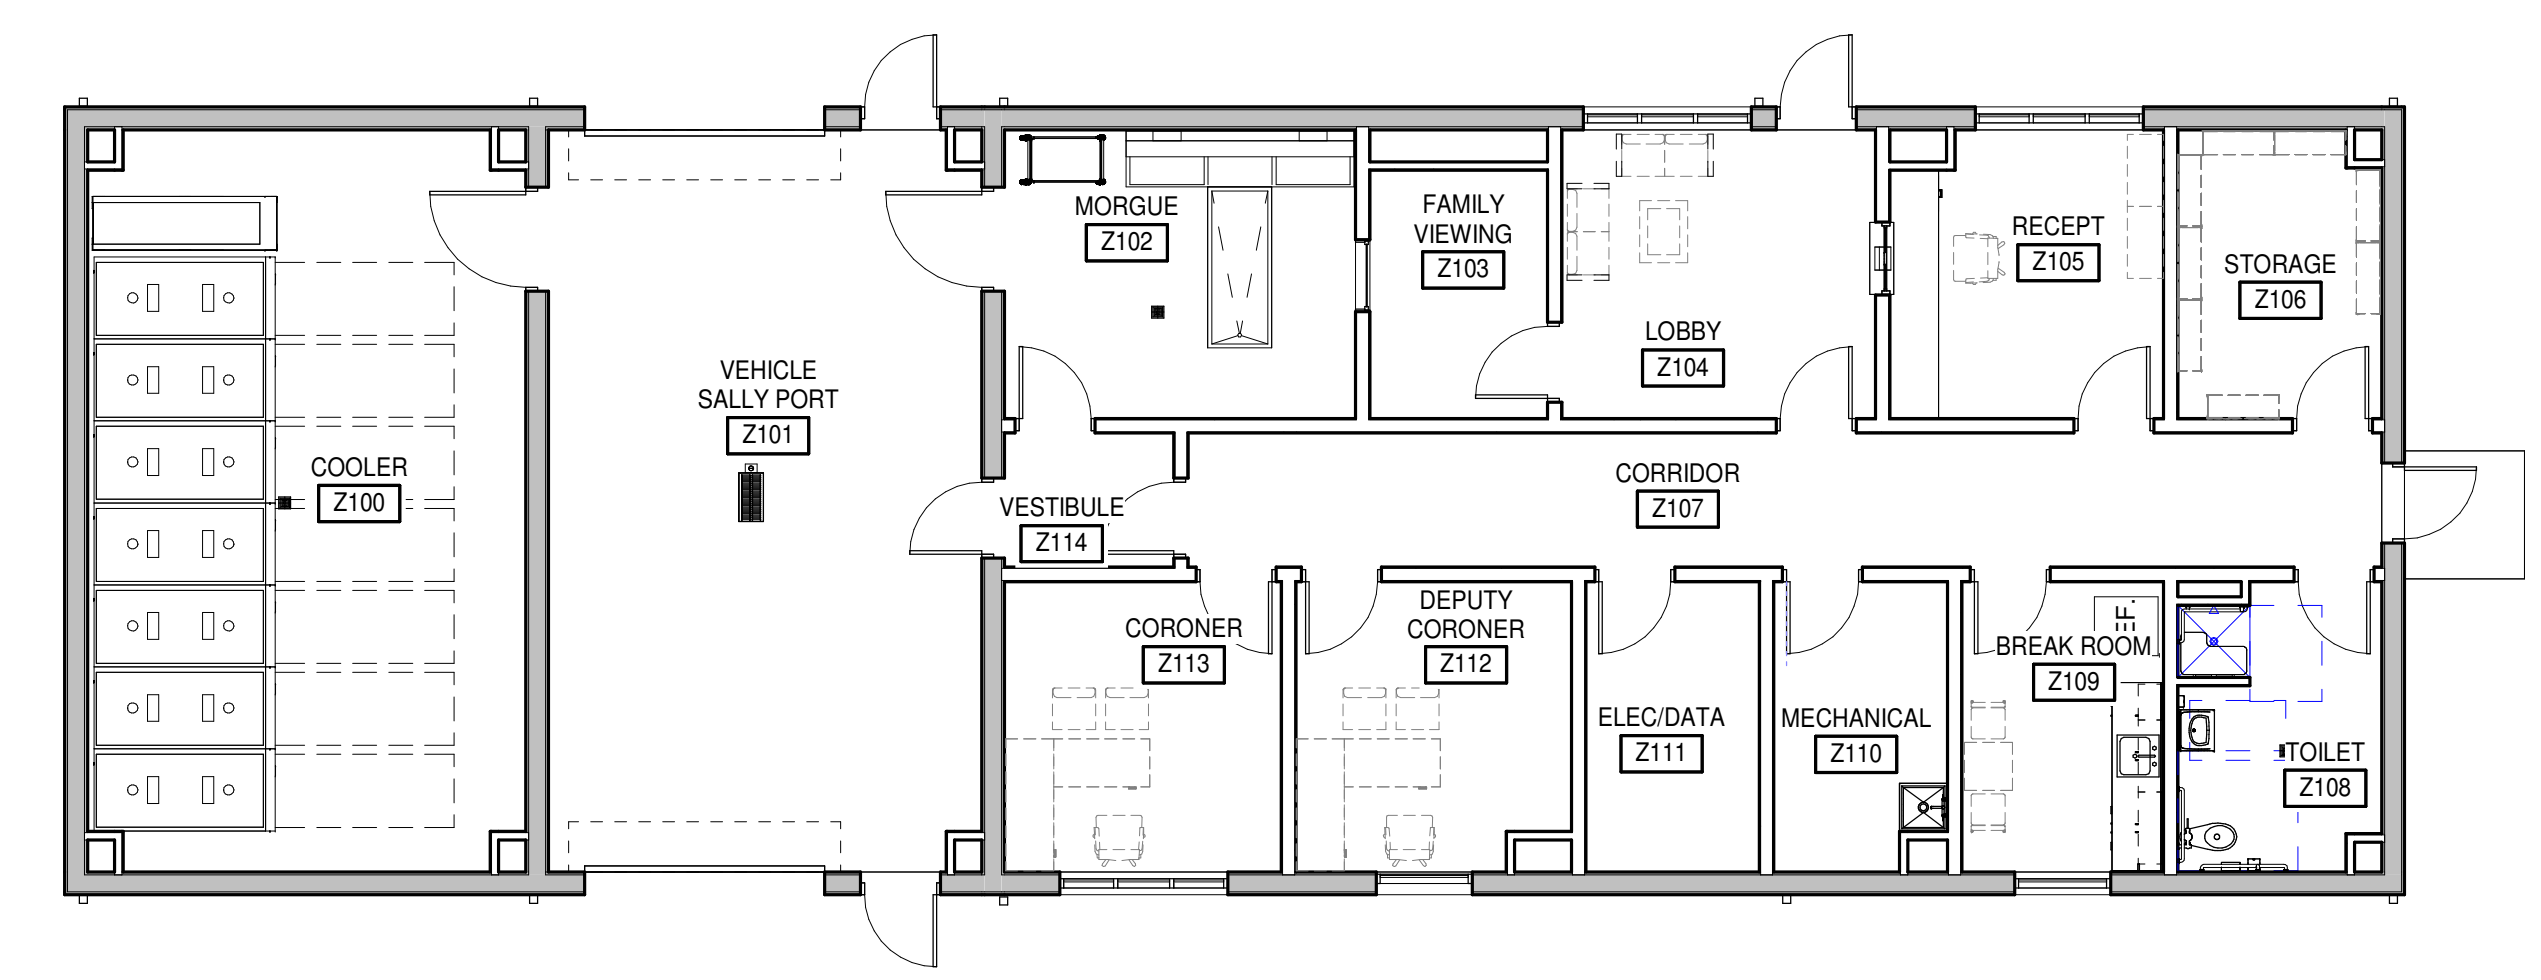 MORGUE
Z102
FAMILY
VIEWING
Z103
LOBBY
Z104
RECEPT
Z105
STORAGE
Z106
VEHICLE
SALLY PORT
Z101
COOLER
Z100
VESTIBULE
Z114
CORRIDOR
Z107
CORONER
Z113
DEPUTY
CORONER
Z112
ELEC/DATA
Z111
MECHANICAL
Z110
EF.
BREAK ROOM
Z109
TOILET
Z108